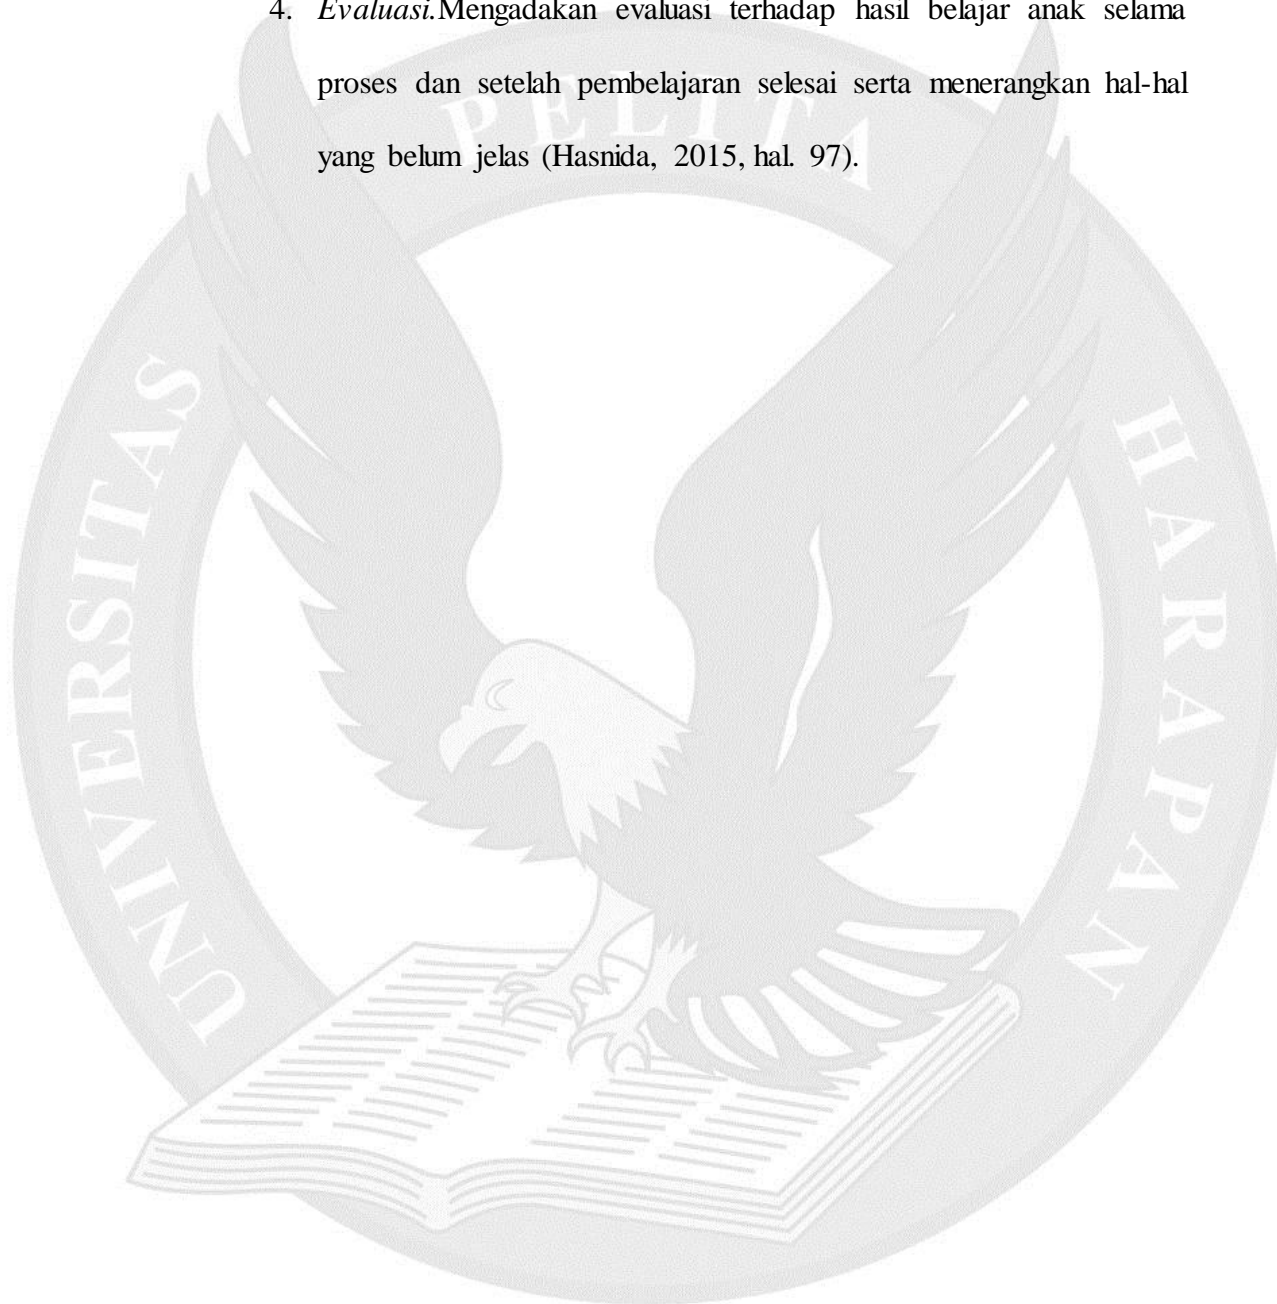 4. Evaluasi.Mengadakan evaluasi terhadap hasil belajar anak selama
proses dan setelah pembelajaran selesai serta menerangkan hal-hal
yang belum jelas (Hasnida, 2015, hal. 97).
UNIVERSITAS PELITA HARAPAN